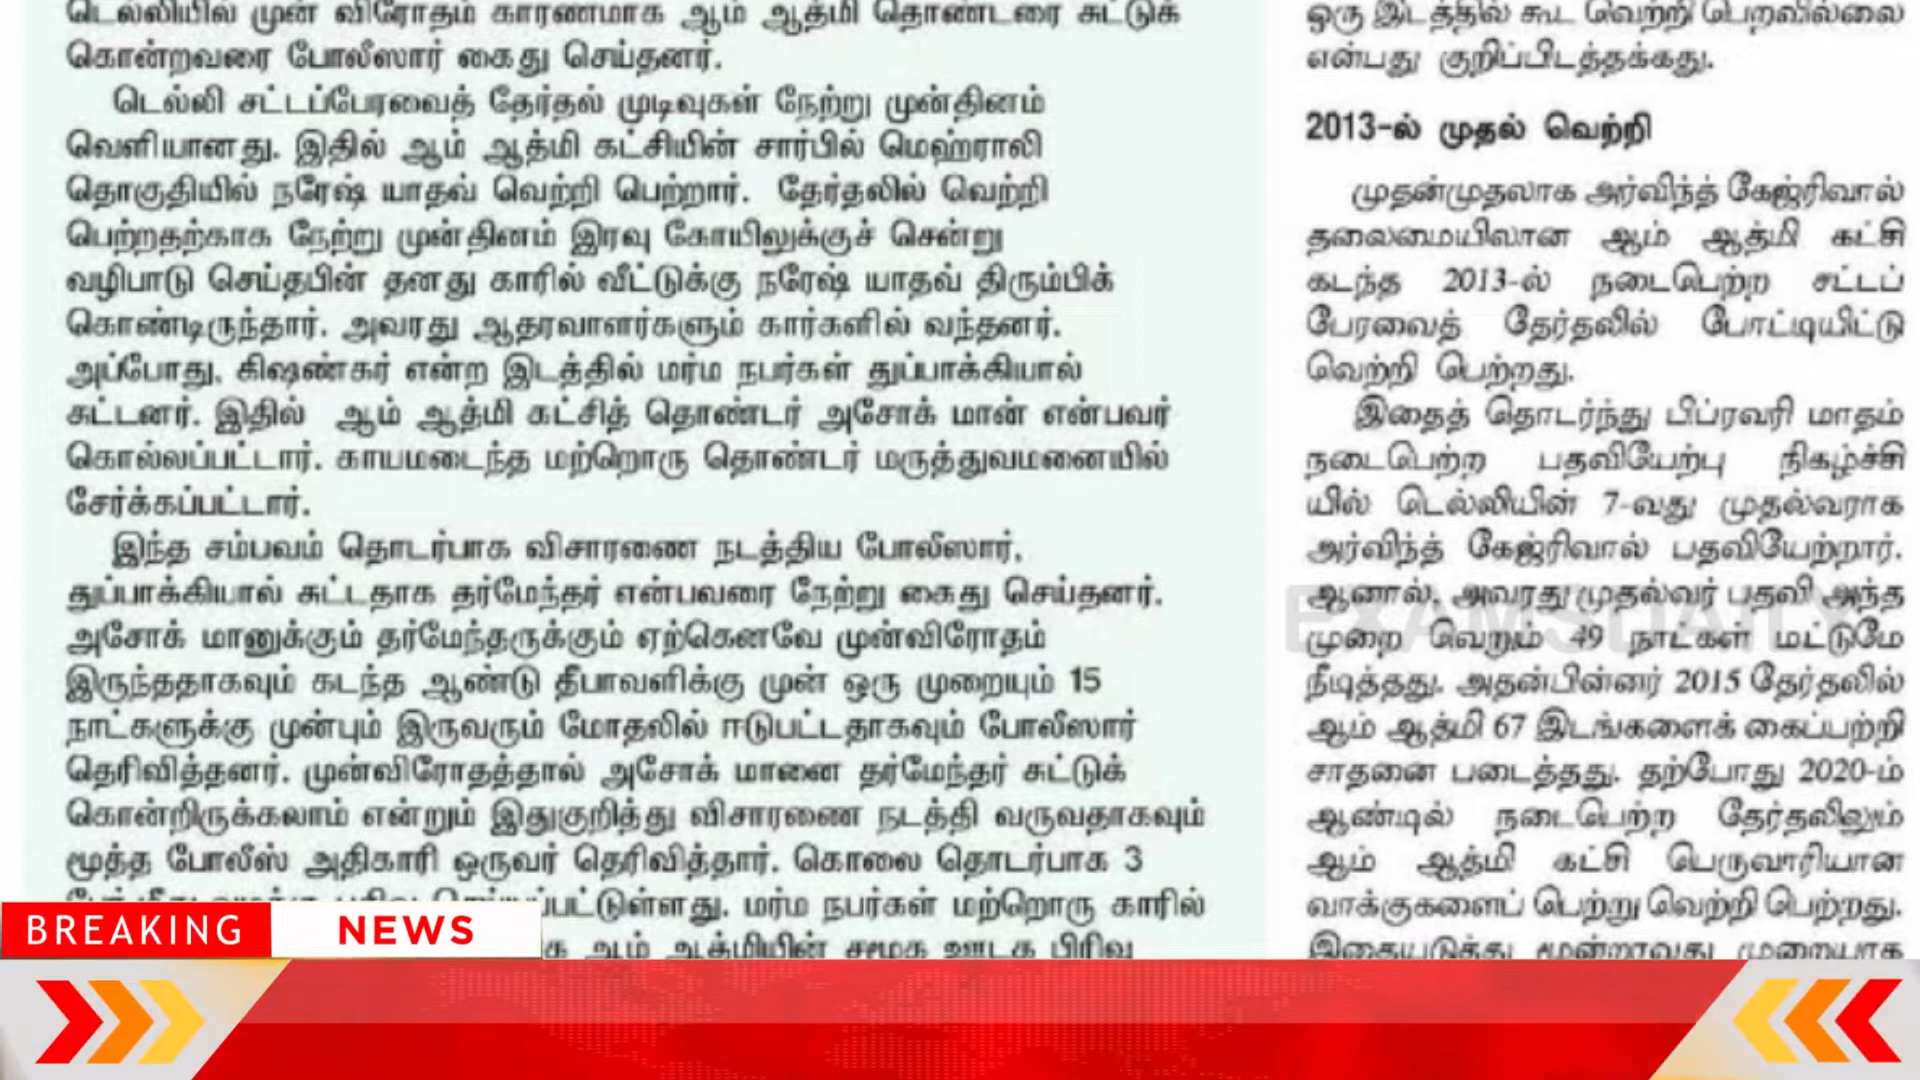 டெல்லியில் முன் விரோதம் காரணமாக ஆம் ஆத்மி தொண்டரை சுட்டுக்
கொன்றவரை போலீஸார் கைது செய்தனர்.
டெல்லி சட்டப்பேரவைத் தேர்தல் முடிவுகள் நேற்று முன்தினம்
வெளியானது. இதில் ஆம் ஆத்மி கட்சியின் சார்பில் மெஹ்ராலி
தொகுதியில் நரேஷ் யாதவ் வெற்றி பெற்றார். தேர்தலில் வெற்றி
பெற்றதற்காக நேற்று முன்தினம் இரவு கோயிலுக்குச் சென்று
வழிபாடு செய்தபின் தனது காரில் வீட்டுக்கு நரேஷ் யாதவ் திரும்பிக்
கொண்டிருந்தார். அவரது ஆதரவாளர்களும் கார்களில் வந்தனர்.
அப்போது, கிஷண்கர் என்ற இடத்தில் மர்ம நபர்கள் துப்பாக்கியால்
சுட்டனர். இதில் ஆம் ஆத்மி கட்சித் தொண்டர் அசோக் மான் என்பவர்
கொல்லப்பட்டார். காயமடைந்த மற்றொரு தொண்டர் மருத்துவமனையில்
சேர்க்கப்பட்டார்.
இந்த சம்பவம் தொடர்பாக விசாரணை நடத்திய போலீஸார்,
துப்பாக்கியால் சுட்டதாக தர்மேந்தர் என்பவரை நேற்று கைது செய்தனர்.
அசோக் மானுக்கும் தர்மேந்தருக்கும் ஏற்கெனவே முன்விரோதம்
இருந்ததாகவும் கடந்த ஆண்டு தீபாவளிக்கு முன் ஒரு முறையும் 15
நாட்களுக்கு முன்பும் இருவரும் மோதலில் ஈடுபட்டதாகவும் போலீஸார்
தெரிவித்தனர். முன்விரோதத்தால் அசோக் மானை தர்மேந்தர் சுட்டுக்
கொன்றிருக்கலாம் என்றும் இதுகுறித்து விசாரணை நடத்தி வருவதாகவும்
மூத்த போலீஸ் அதிகாரி ஒருவர் தெரிவித்தார். கொலை தொடர்பாக 3
மர்ம நபர்கள் மற்றொரு காரில்
ஆம் ஆத்மியின் சமூக ஊடக பிரிவு
ஒரு இடத்தில் கூட வெற்றி பெறவில்லை
என்பது குறிப்பிடத்தக்கது.
2013-ல் முதல் வெற்றி
முதன்முதலாக அர்விந்த் கேஜ்ரிவால்
தலைமையிலான ஆம் ஆத்மி கட்சி
கடந்த 2013-ல் நடைபெற்ற சட்டப்
பேரவைத் தேர்தலில் போட்டியிட்டு
வெற்றி பெற்றது.
இதைத் தொடர்ந்து பிப்ரவரி மாதம்
நடைபெற்ற பதவியேற்பு நிகழ்ச்சி
யில் டெல்லியின் 7-வது முதல்வராக
அர்விந்த் கேஜ்ரிவால் பதவியேற்றார்.
ஆனால், அவரது முதல்வர் பதவி அந்த
முறை வெறும் 49 நாட்கள் மட்டுமே
நீடித்தது. அதன்பின்னர் 2015 தேர்தலில்
ஆம் ஆத்மி 67 இடங்களைக் கைப்பற்றி
சாதனை படைத்தது. தற்போது 2020-ம்
ஆண்டில் நடைபெற்ற தேர்தலிலும்
ஆம் ஆத்மி கட்சி பெருவாரியான
வாக்குகளைப் பெற்று வெற்றி பெற்றது.
இதையடுத்து மூன்றாவது முறையாக
EXAMSDAILY
BREAKING NEWS